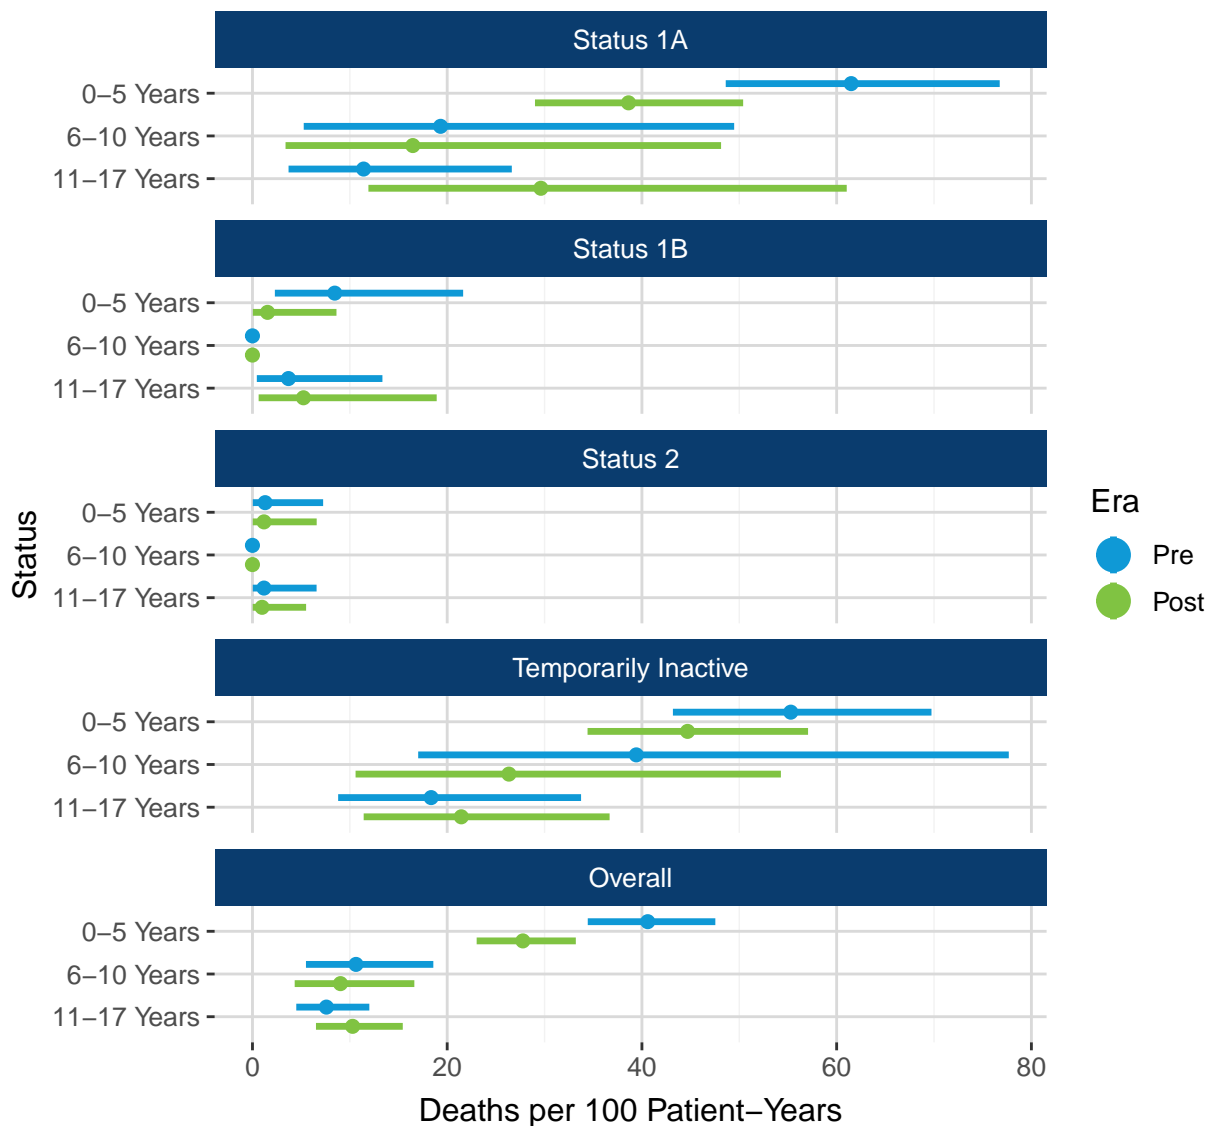 Status 1A
0–5 Years
6–10 Years
11–17 Years
Status 1B
0–5 Years
6–10 Years
11–17 Years
Status 2
0–5 Years
6–10 Years
11–17 Years
Temporarily Inactive
0–5 Years
6–10 Years
11–17 Years
Overall
0–5 Years
6–10 Years
11–17 Years
0 20 40 60 80
Deaths per 100 Patient–Years
Status
Era
Pre
Post